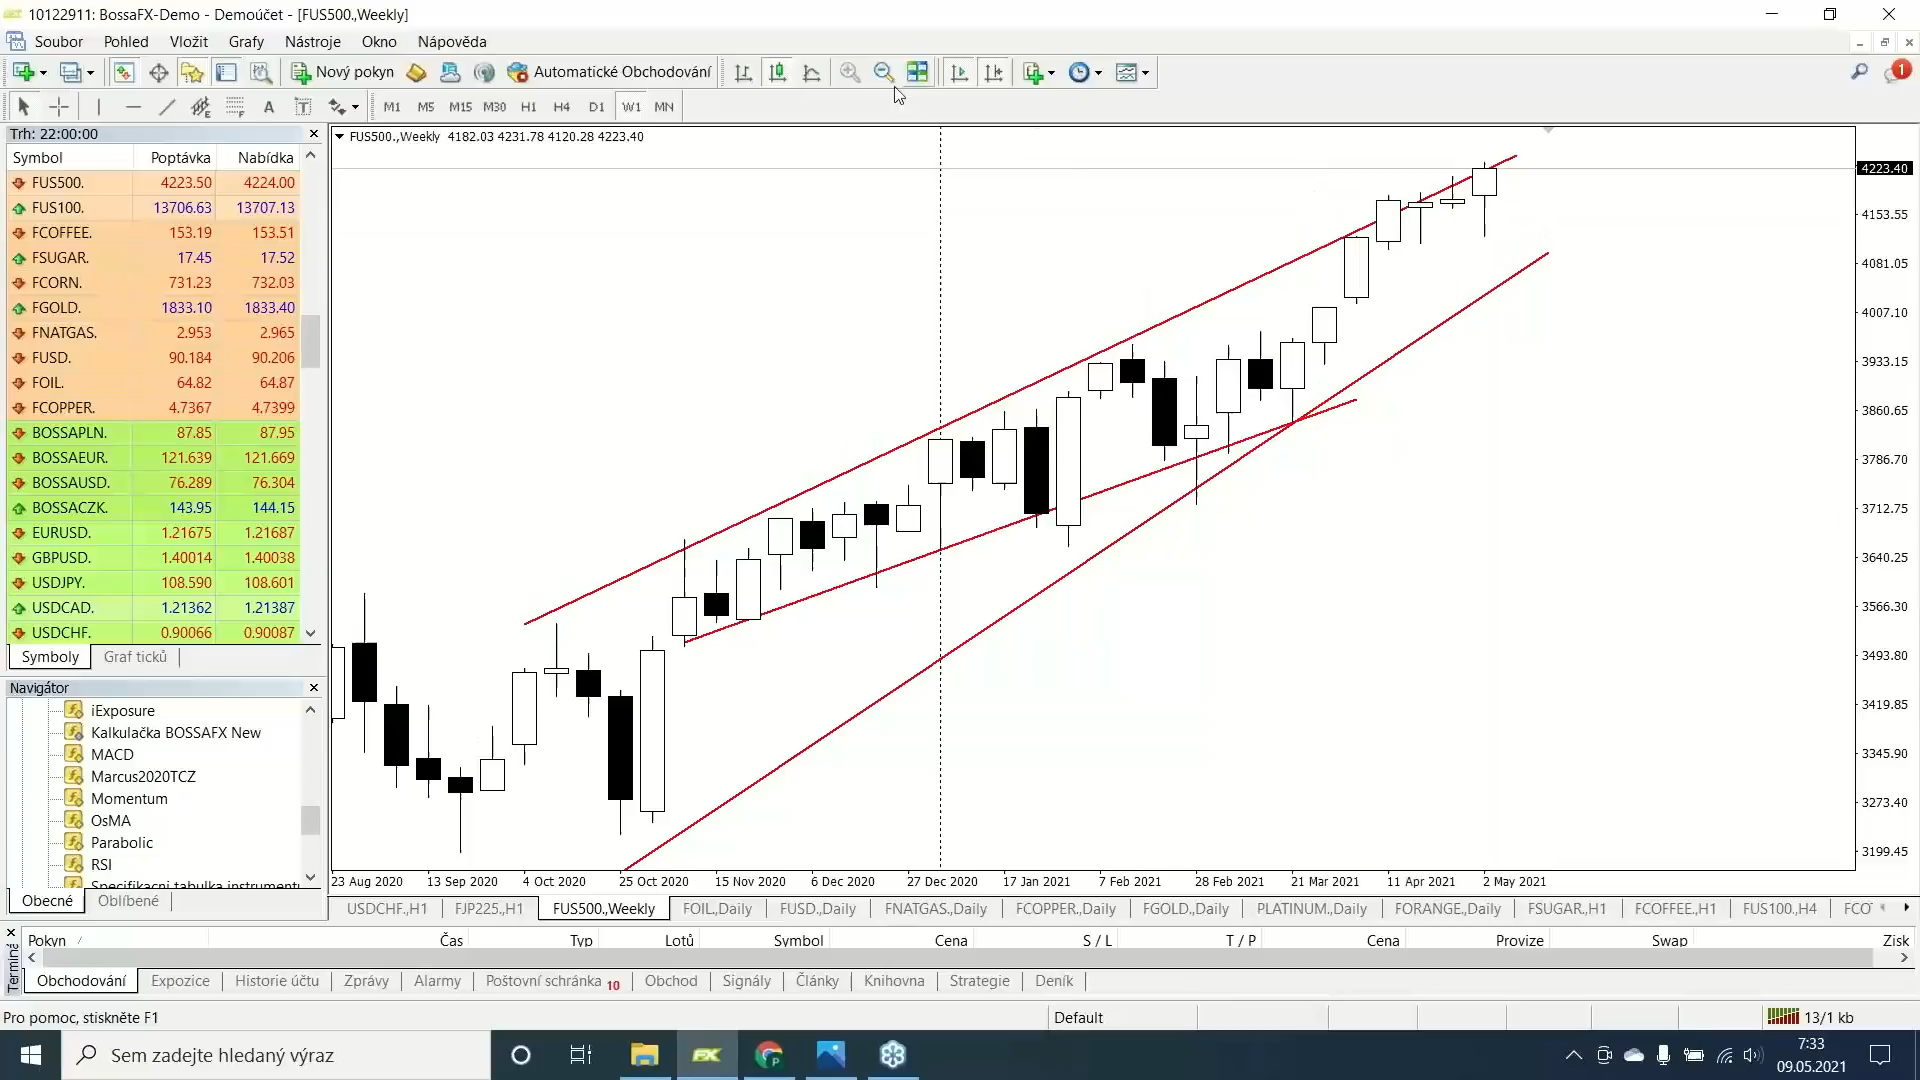 10122911: BossaFX-Demo - Demoúčet - [FUS500.,Weekly]
Soubor Pohled Vložit Grafy Nástroje Okno Nápověda
Nový pokyn Automatické Obchodování
1
A T M1 M5 M15 M30 H1 H4 D1 W1 MN
Trh: 22:00:00
Symbol Poptávka Nabídka
FUS500. 4223.50 4224.00
FUS100. 13706.63 13707.13
FCOFFEE. 153.19 153.51
FSUGAR. 17.45 17.52
FCORN. 731.23 732.03
FGOLD. 1833.10 1833.40
FNATGAS. 2.953 2.965
FUSD. 90.184 90.206
FOIL. 64.82 64.87
FCOPPER. 4.7367 4.7399
BOSSAPLN. 87.85 87.95
BOSSAEUR. 121.639 121.669
BOSSAUSD. 76.289 76.304
BOSSACZK. 143.95 144.15
EURUSD. 1.21675 1.21687
GBPUSD. 1.40014 1.40038
USDJPY. 108.590 108.601
USDCAD. 1.21362 1.21387
USDCHF. 0.90066 0.90087
Symboly Graf ticků
Navigátor
iExposure
Kalkulačka BOSSAFX New
MACD
Marcus2020TCZ
Momentum
OsMA
Parabolic
RSI
Specifikacni tabulka instrumentu
Obecné Oblíbené
FUS500.,Weekly 4182.03 4231.78 4120.28 4223.40
4223.40
4153.55
4081.05
4007.10
3933.15
3860.65
3786.70
3712.75
3640.25
3566.30
3493.80
3419.85
3345.90
3273.40
3199.45
23 Aug 2020 13 Sep 2020 4 Oct 2020 25 Oct 2020 15 Nov 2020 6 Dec 2020 27 Dec 2020 17 Jan 2021 7 Feb 2021 28 Feb 2021 21 Mar 2021 11 Apr 2021 2 May 2021
USDCHF.,H1 FJP225.,H1 FUS500.,Weekly FOIL.,Daily FUSD.,Daily FNATGAS.,Daily FCOPPER.,Daily FGOLD.,Daily PLATINUM.,Daily FORANGE.,Daily FSUGAR.,H1 FCOFFEE.,H1 FUS100.,H4
Pokyn Čas Typ Lotů Symbol Cena S / L T / P Cena Provize Swap Zisk
Terminál
Obchodování Expozice Historie účtu Zprávy Alarmy Poštovní schránka 10 Obchod Signály Články Knihovna Strategie Deník
Pro pomoc, stiskněte F1 Default 13/1 kb
Sem zadejte hledaný výraz
7:33
09.05.2021